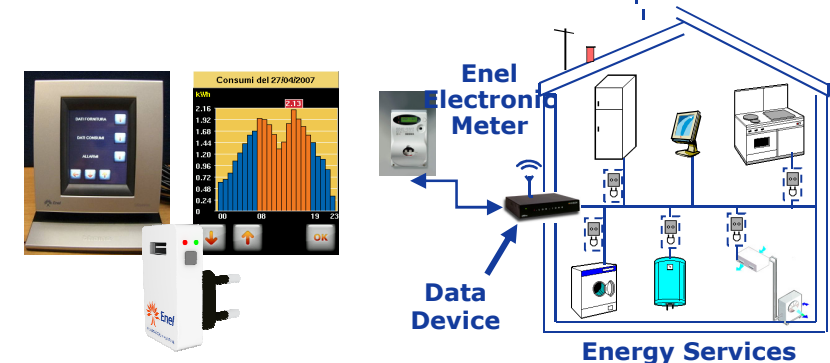 DATI FORNITURA
DATI CONSUMI
ALLARMI
Enel
Consumi del 27/04/2007
kWh
2.13
2.16
1.92
1.68
1.44
1.20
0.96
0.72
0.48
0.24
0
00
08
19
23
OK
Enel
Enel
Electronic
Meter
Data
Device
Energy Services